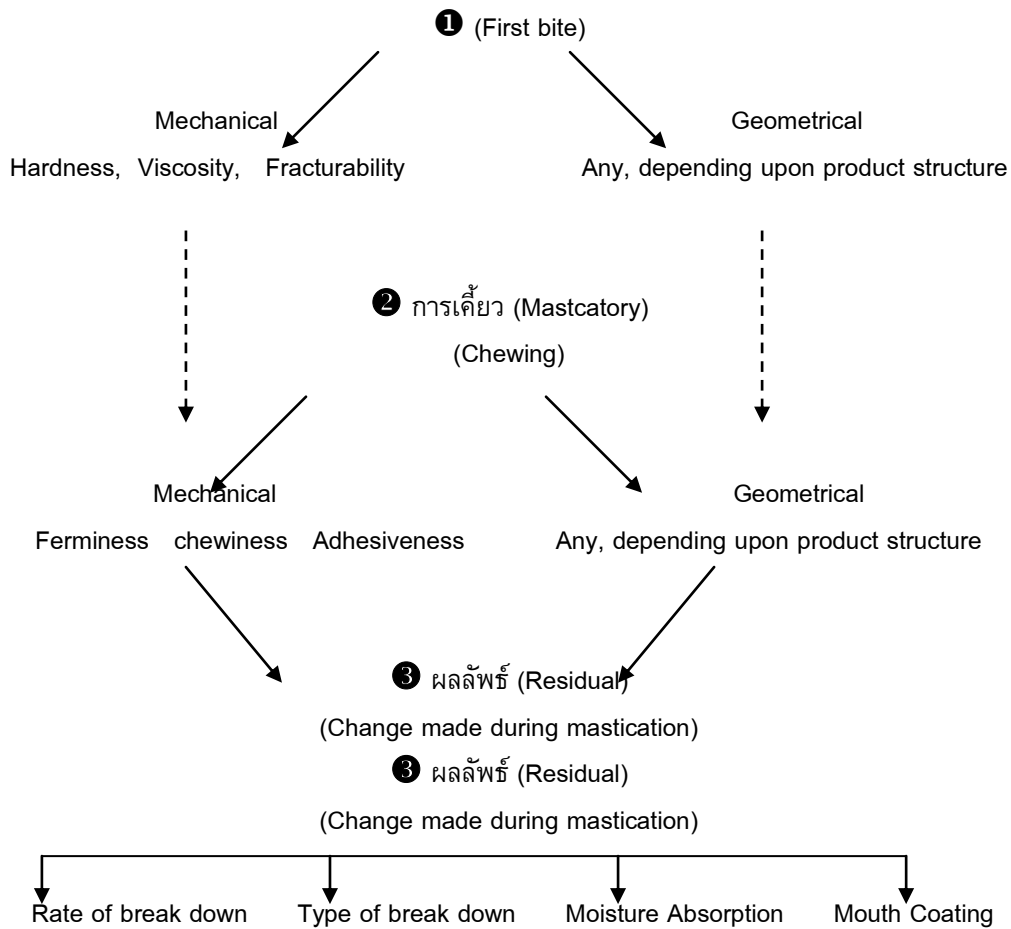 ❶ (First bite)
Mechanical Geometrical
Hardness, Viscosity, Fracturability Any, depending upon product structure
❷ การเคี้ยว (Mastcatory)
(Chewing)
Mechanical Geometrical
Ferminess chewiness Adhesiveness Any, depending upon product structure
❸ ผลลัพธ์ (Residual)
(Change made during mastication)
❸ ผลลัพธ์ (Residual)
(Change made during mastication)
Rate of break down Type of break down Moisture Absorption Mouth Coating